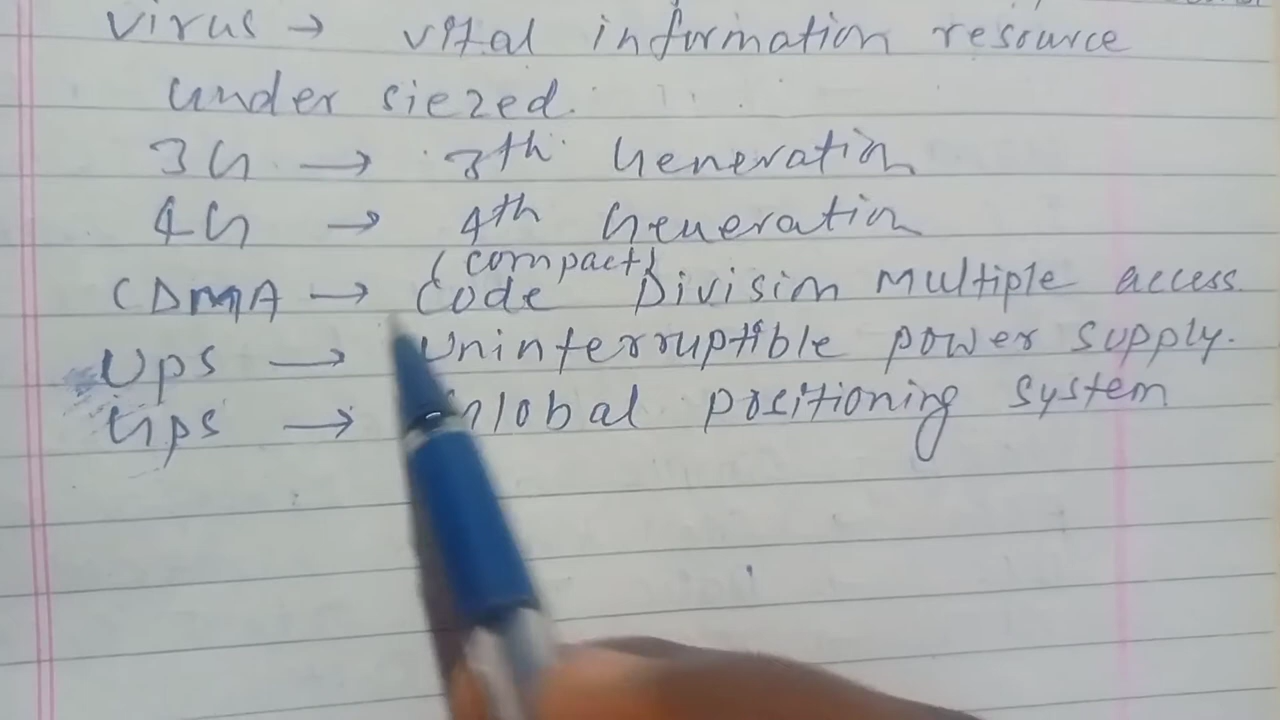 Virus → vital information resource
under siezed.
3G → 3th Generation
4G → 4th Generation
(compact)
CDMA → Code Division Multiple access
Ups → Uninterruptible power supply.
Gps → Global positioning system